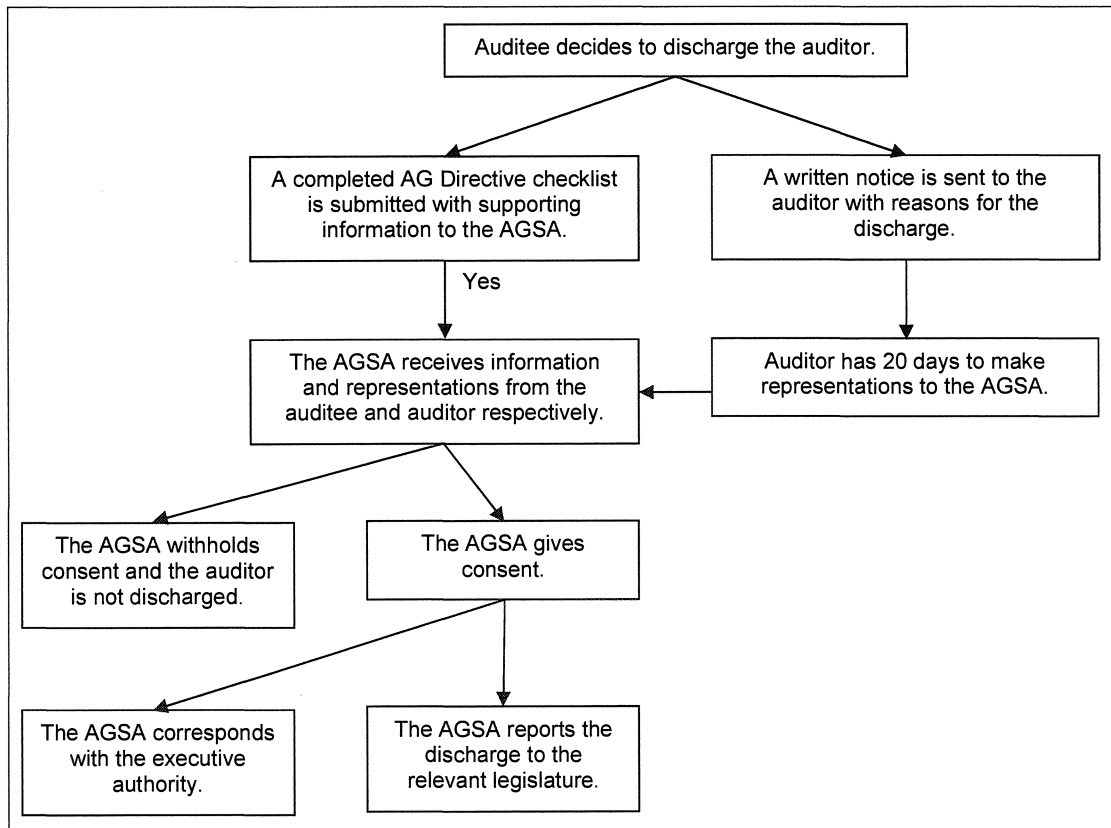 Auditee decides to discharge the auditor.
A completed AG Directive checklist
is submitted with supporting
information to the AGSA.
A written notice is sent to the
auditor with reasons for the
discharge.
Yes
The AGSA receives information
and representations from the
auditee and auditor respectively.
Auditor has 20 days to make
representations to the AGSA.
The AGSA withholds
consent and the auditor
is not discharged.
The AGSA gives
consent.
The AGSA corresponds
with the executive
authority.
The AGSA reports the
discharge to the
relevant legislature.